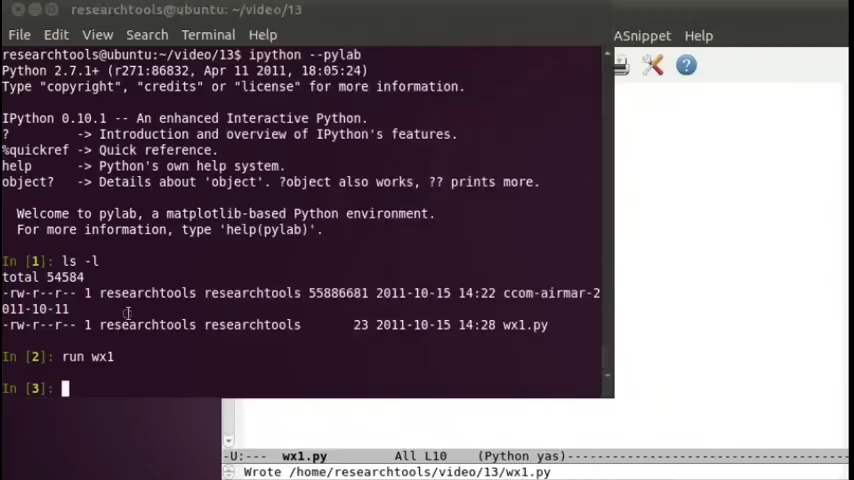 researchtools@ubuntu: ~/video/13
File Edit View Search Terminal Help
ASnippet Help
researchtools@ubuntu:~/video/13$ ipython --pylab
Python 2.7.1+ (r271:86832, Apr 11 2011, 18:05:24)
Type "copyright", "credits" or "license" for more information.
IPython 0.10.1 -- An enhanced Interactive Python.
? -> Introduction and overview of IPython's features.
%quickref -> Quick reference.
help -> Python's own help system.
object? -> Details about 'object'. ?object also works, ?? prints more.
Welcome to pylab, a matplotlib-based Python environment.
For more information, type 'help(pylab)'.
In [1]: ls -l
total 54584
-rw-r--r-- 1 researchtools researchtools 55886681 2011-10-15 14:22 ccom-airmar-2
011-10-11
-rw-r--r-- 1 researchtools researchtools 23 2011-10-15 14:28 wx1.py
In [2]: run wx1
In [3]:
-U:--- wx1.py All L10 (Python yas)------------------------------
Wrote /home/researchtools/video/13/wx1.py